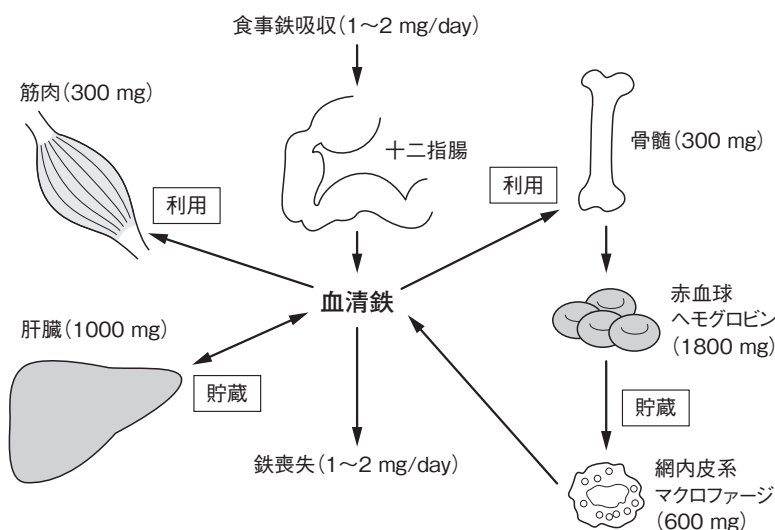 食事鉄吸収(1〜2 mg/day)
筋肉(300 mg)
十二指腸
骨髄(300 mg)
利用
利用
血清鉄
赤血球
ヘモグロビン
(1800 mg)
肝臓(1000 mg)
貯蔵
貯蔵
鉄喪失(1〜2 mg/day)
網内皮系
マクロファージ
(600 mg)